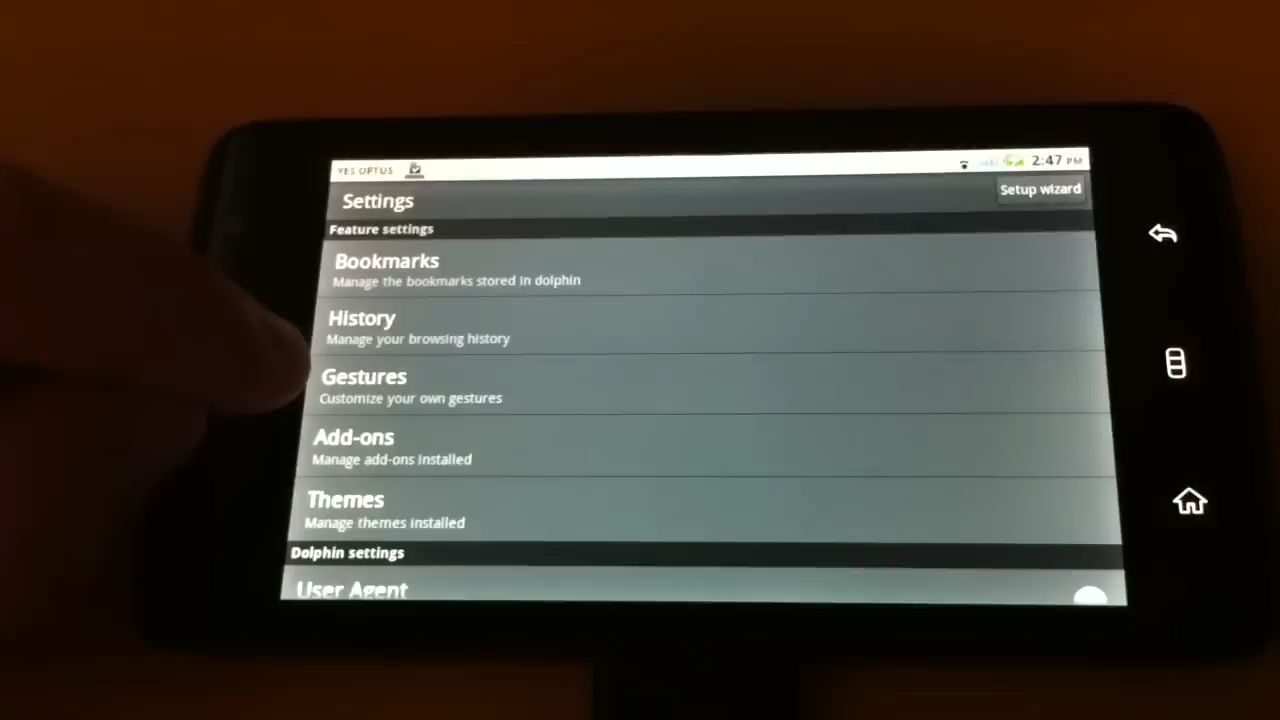 YES OPTUS 2:47 PM
Settings
Setup wizard
Feature settings
Bookmarks
Manage the bookmarks stored in dolphin
History
Manage your browsing history
Gestures
Customize your own gestures
Add-ons
Manage add-ons installed
Themes
Manage themes installed
Dolphin settings
User Agent